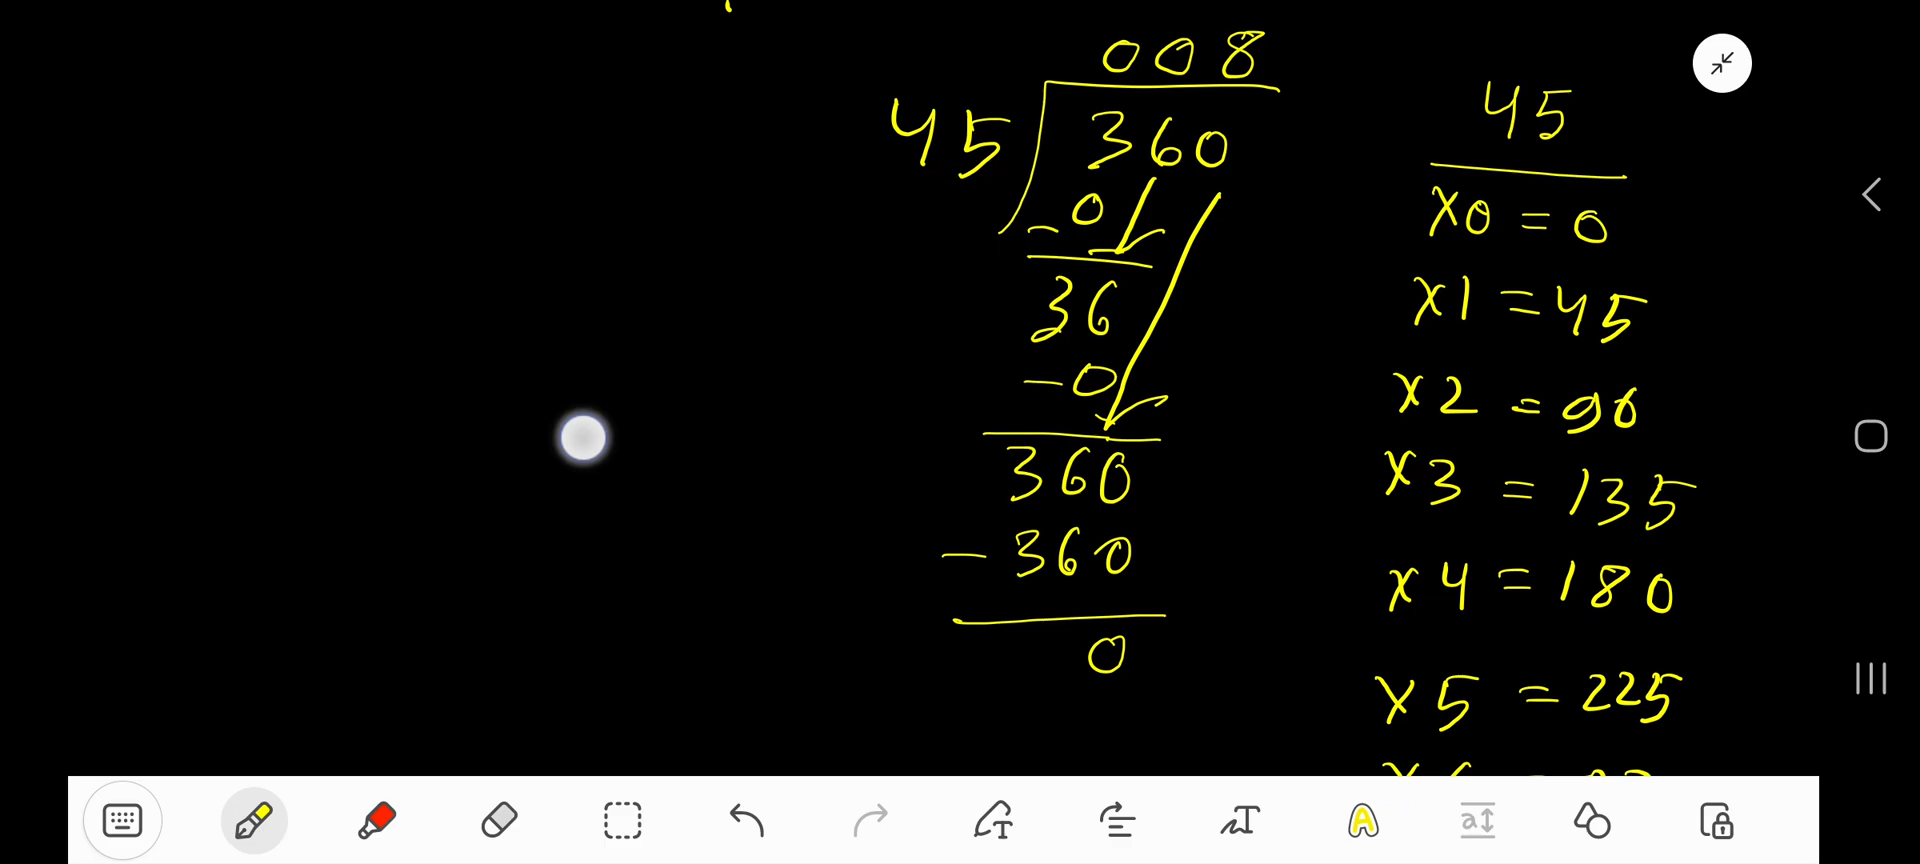 008
45 360
-0
36
-0
360
-360
0
45
x0 = 0
x1 = 45
x2 = 90
x3 = 135
x4 = 180
x5 = 225